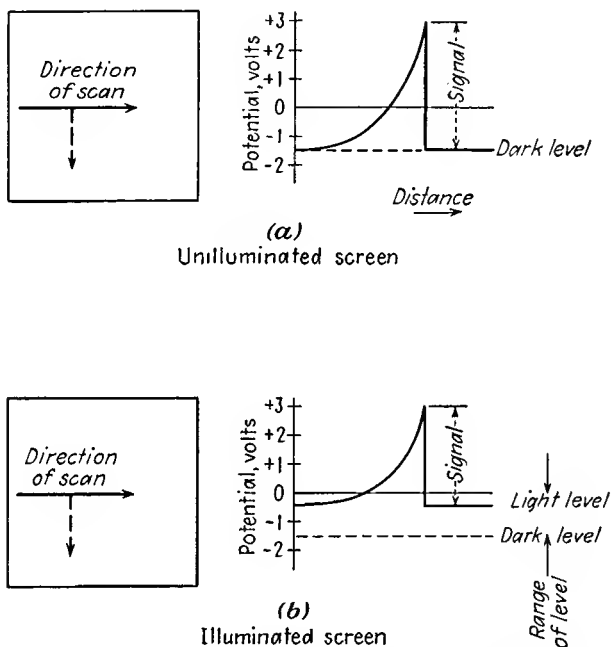 Direction
of scan
Potential, volts
+3
+2
+1
0
-1
-2
Signal
Dark level
Distance
(a)
Unilluminated screen
Direction
of scan
Potential, volts
+3
+2
+1
0
-1
-2
Signal
Light level
Dark level
Range
of level
(b)
Illuminated screen